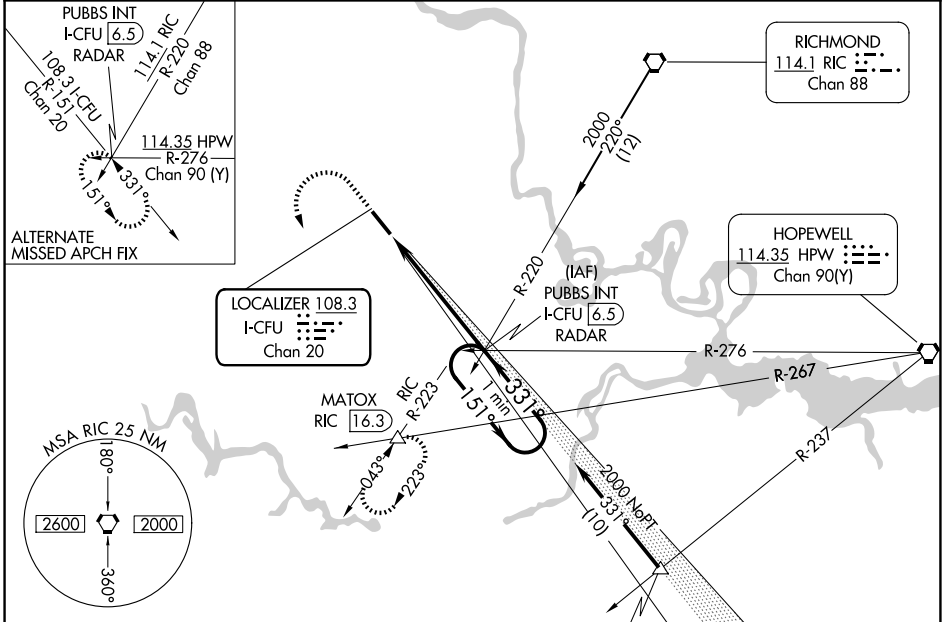 PUBBS INT
I-CFU 6.5
RADAR
108.3 I-CFU
R-151
Chan 20
114.1 RIC
R-220
Chan 88
114.35 HPW
R-276
Chan 90 (Y)
151°
331°
ALTERNATE
MISSED APCH FIX
RICHMOND
114.1 RIC
Chan 88
2000
220°
(12)
R-220
HOPEWELL
114.35 HPW
Chan 90(Y)
(IAF)
PUBBS INT
I-CFU 6.5
RADAR
LOCALIZER 108.3
I-CFU
Chan 20
R-276
R-267
R-237
331°
1 min
151°
RIC
R-223
MATOX
RIC 16.3
043°
223°
2000 NoPT
331°
(10)
MSA RIC 25 NM
180°
2600
2000
360°